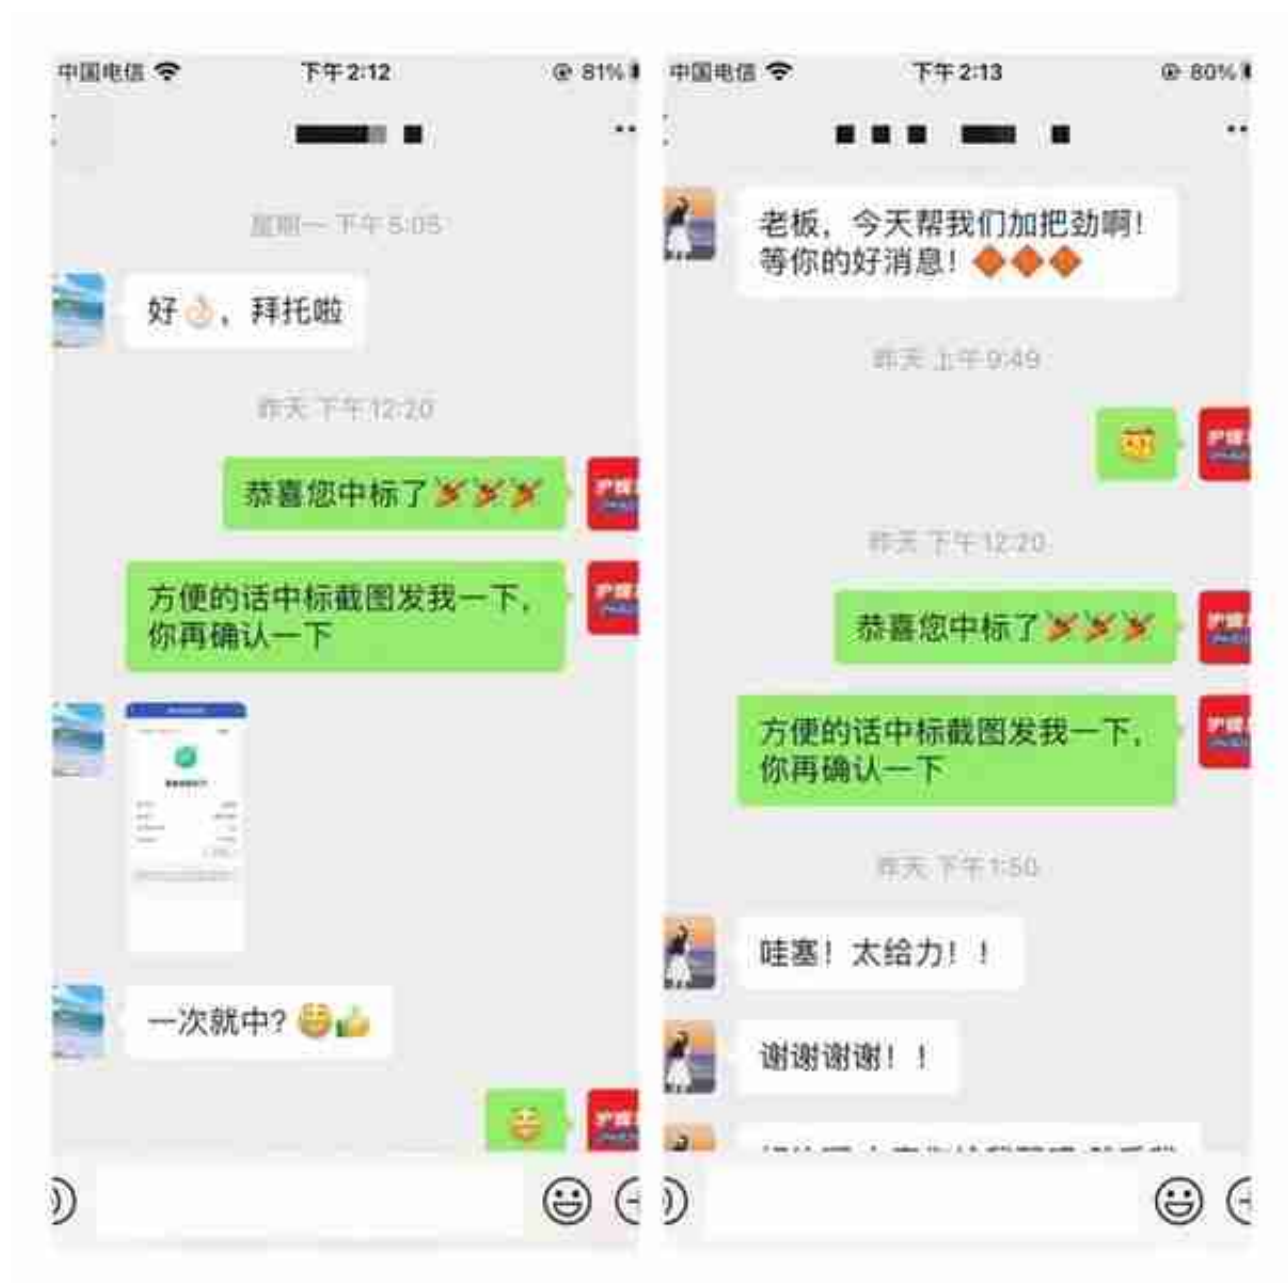 中国电信
下午2:12
81%
星期一 下午 5:05
好👌🏻，拜托啦
昨天 下午12:20
恭喜您中标了🎉🎉🎉
方便的话中标截图发我一下，
你再确认一下
一次就中？😁👍
中国电信
下午2:13
80%
老板，今天帮我们加把劲啊！
等你的好消息！🧧🧧🧧
昨天 上午9:49
昨天 下午12:20
恭喜您中标了🎉🎉🎉
方便的话中标截图发我一下，
你再确认一下
昨天 下午1:50
哇塞！太给力！！
谢谢谢谢！！